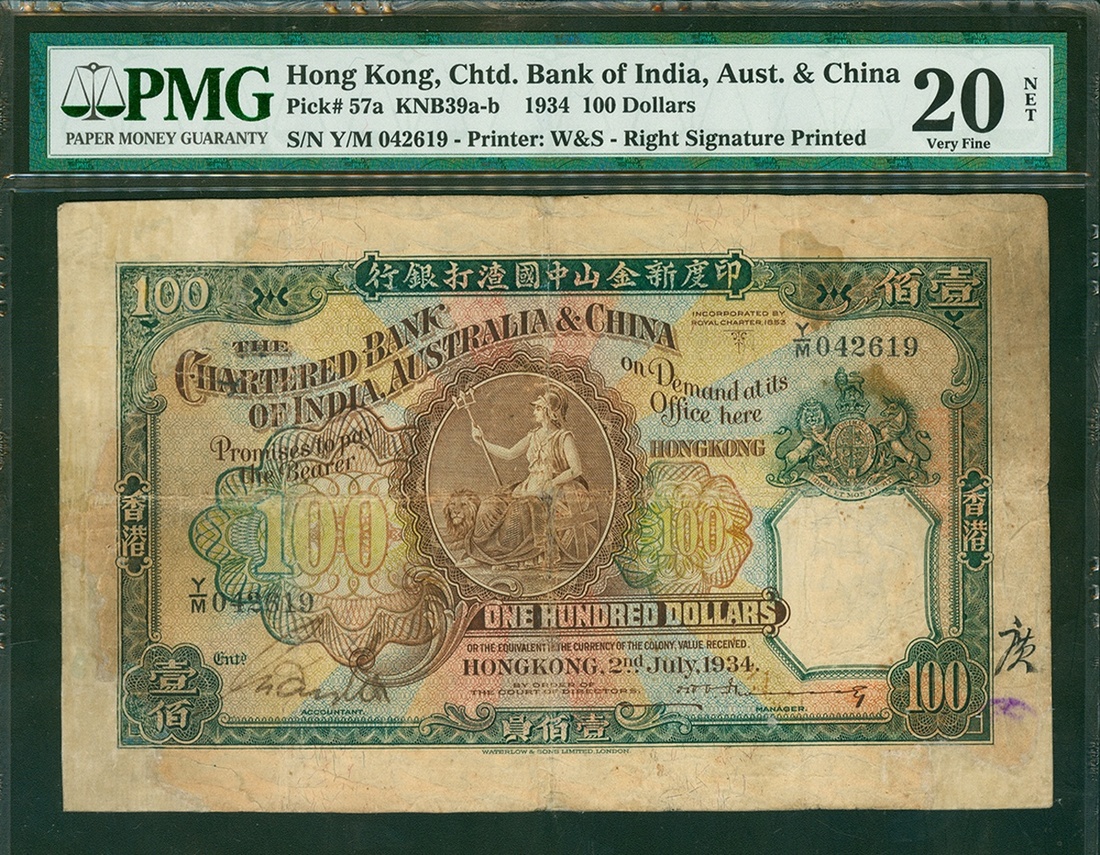 PMG
PAPER MONEY GUARANTY
Hong Kong, Chtd. Bank of India, Aust. & China
Pick# 57a KNB39a-b 1934 100 Dollars
S/N Y/M 042619 - Printer: W&S - Right Signature Printed
20 NET
Very Fine
行銀打渣國中山金新度印
100
佰壹
INCORPORATED BY
ROYAL CHARTER, 1853
Y/M 042619
THE
CHARTERED BANK
OF INDIA, AUSTRALIA & CHINA
Promises to pay
the Bearer
on Demand at its
Office here
HONGKONG
香港
香港
100
100
Y/M 042619
ONE HUNDRED DOLLARS
OR THE EQUIVALENT IN THE CURRENCY OF THE COLONY, VALUE RECEIVED.
HONGKONG, 2nd July, 1934.
BY ORDER OF
THE COURT OF DIRECTORS.
Entd
ACCOUNTANT.
MANAGER.
壹佰
100
員佰壹
廣
WATERLOW & SONS LIMITED, LONDON.